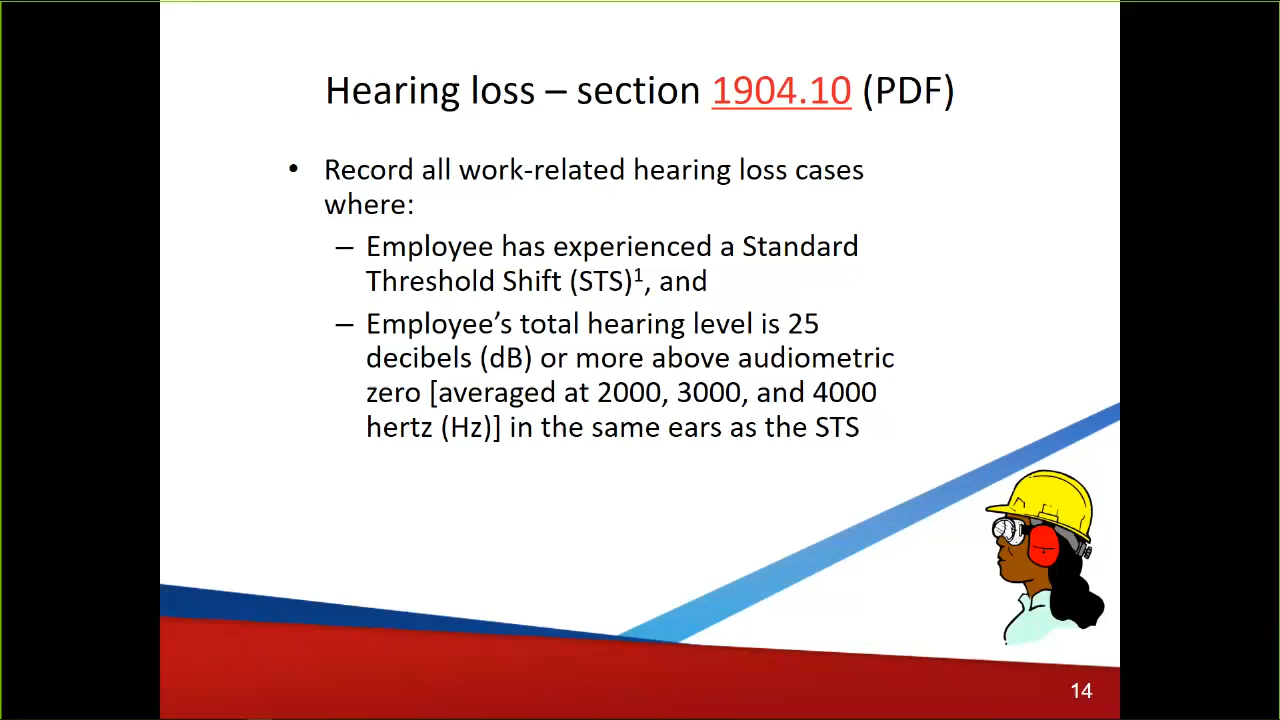 Hearing loss – section 1904.10 (PDF)
• Record all work-related hearing loss cases
where:
– Employee has experienced a Standard
Threshold Shift (STS)¹, and
– Employee’s total hearing level is 25
decibels (dB) or more above audiometric
zero [averaged at 2000, 3000, and 4000
hertz (Hz)] in the same ears as the STS
14